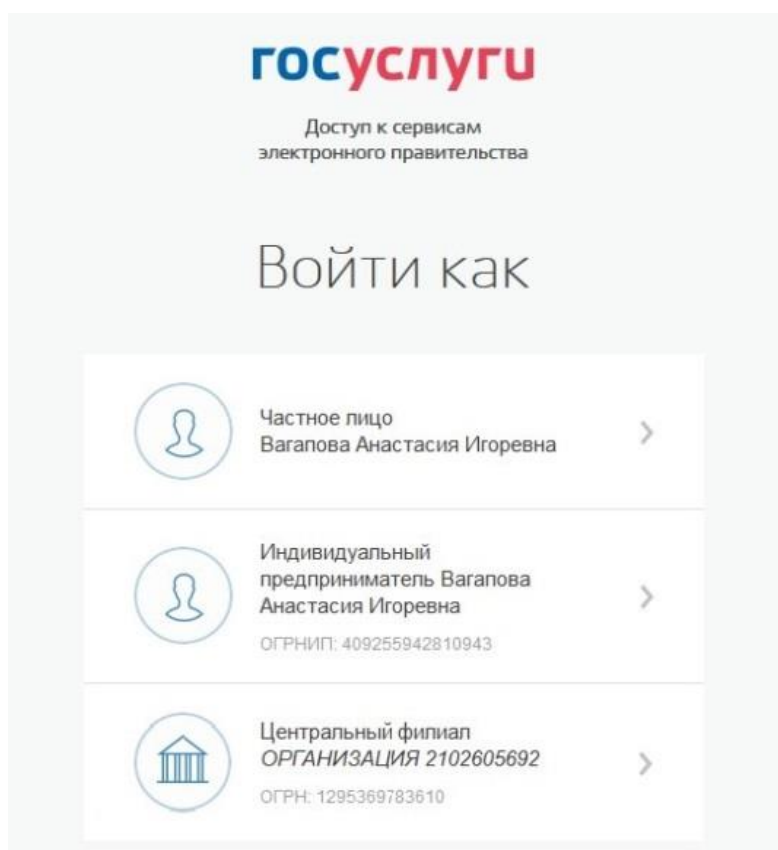 госуслуги
Доступ к сервисам
электронного правительства
Войти как
Частное лицо
Вагапова Анастасия Игоревна
Индивидуальный
предприниматель Вагапова
Анастасия Игоревна
ОГРНИП: 409255942810943
Центральный филиал
ОРГАНИЗАЦИЯ 2102605692
ОГРН: 1295369783610